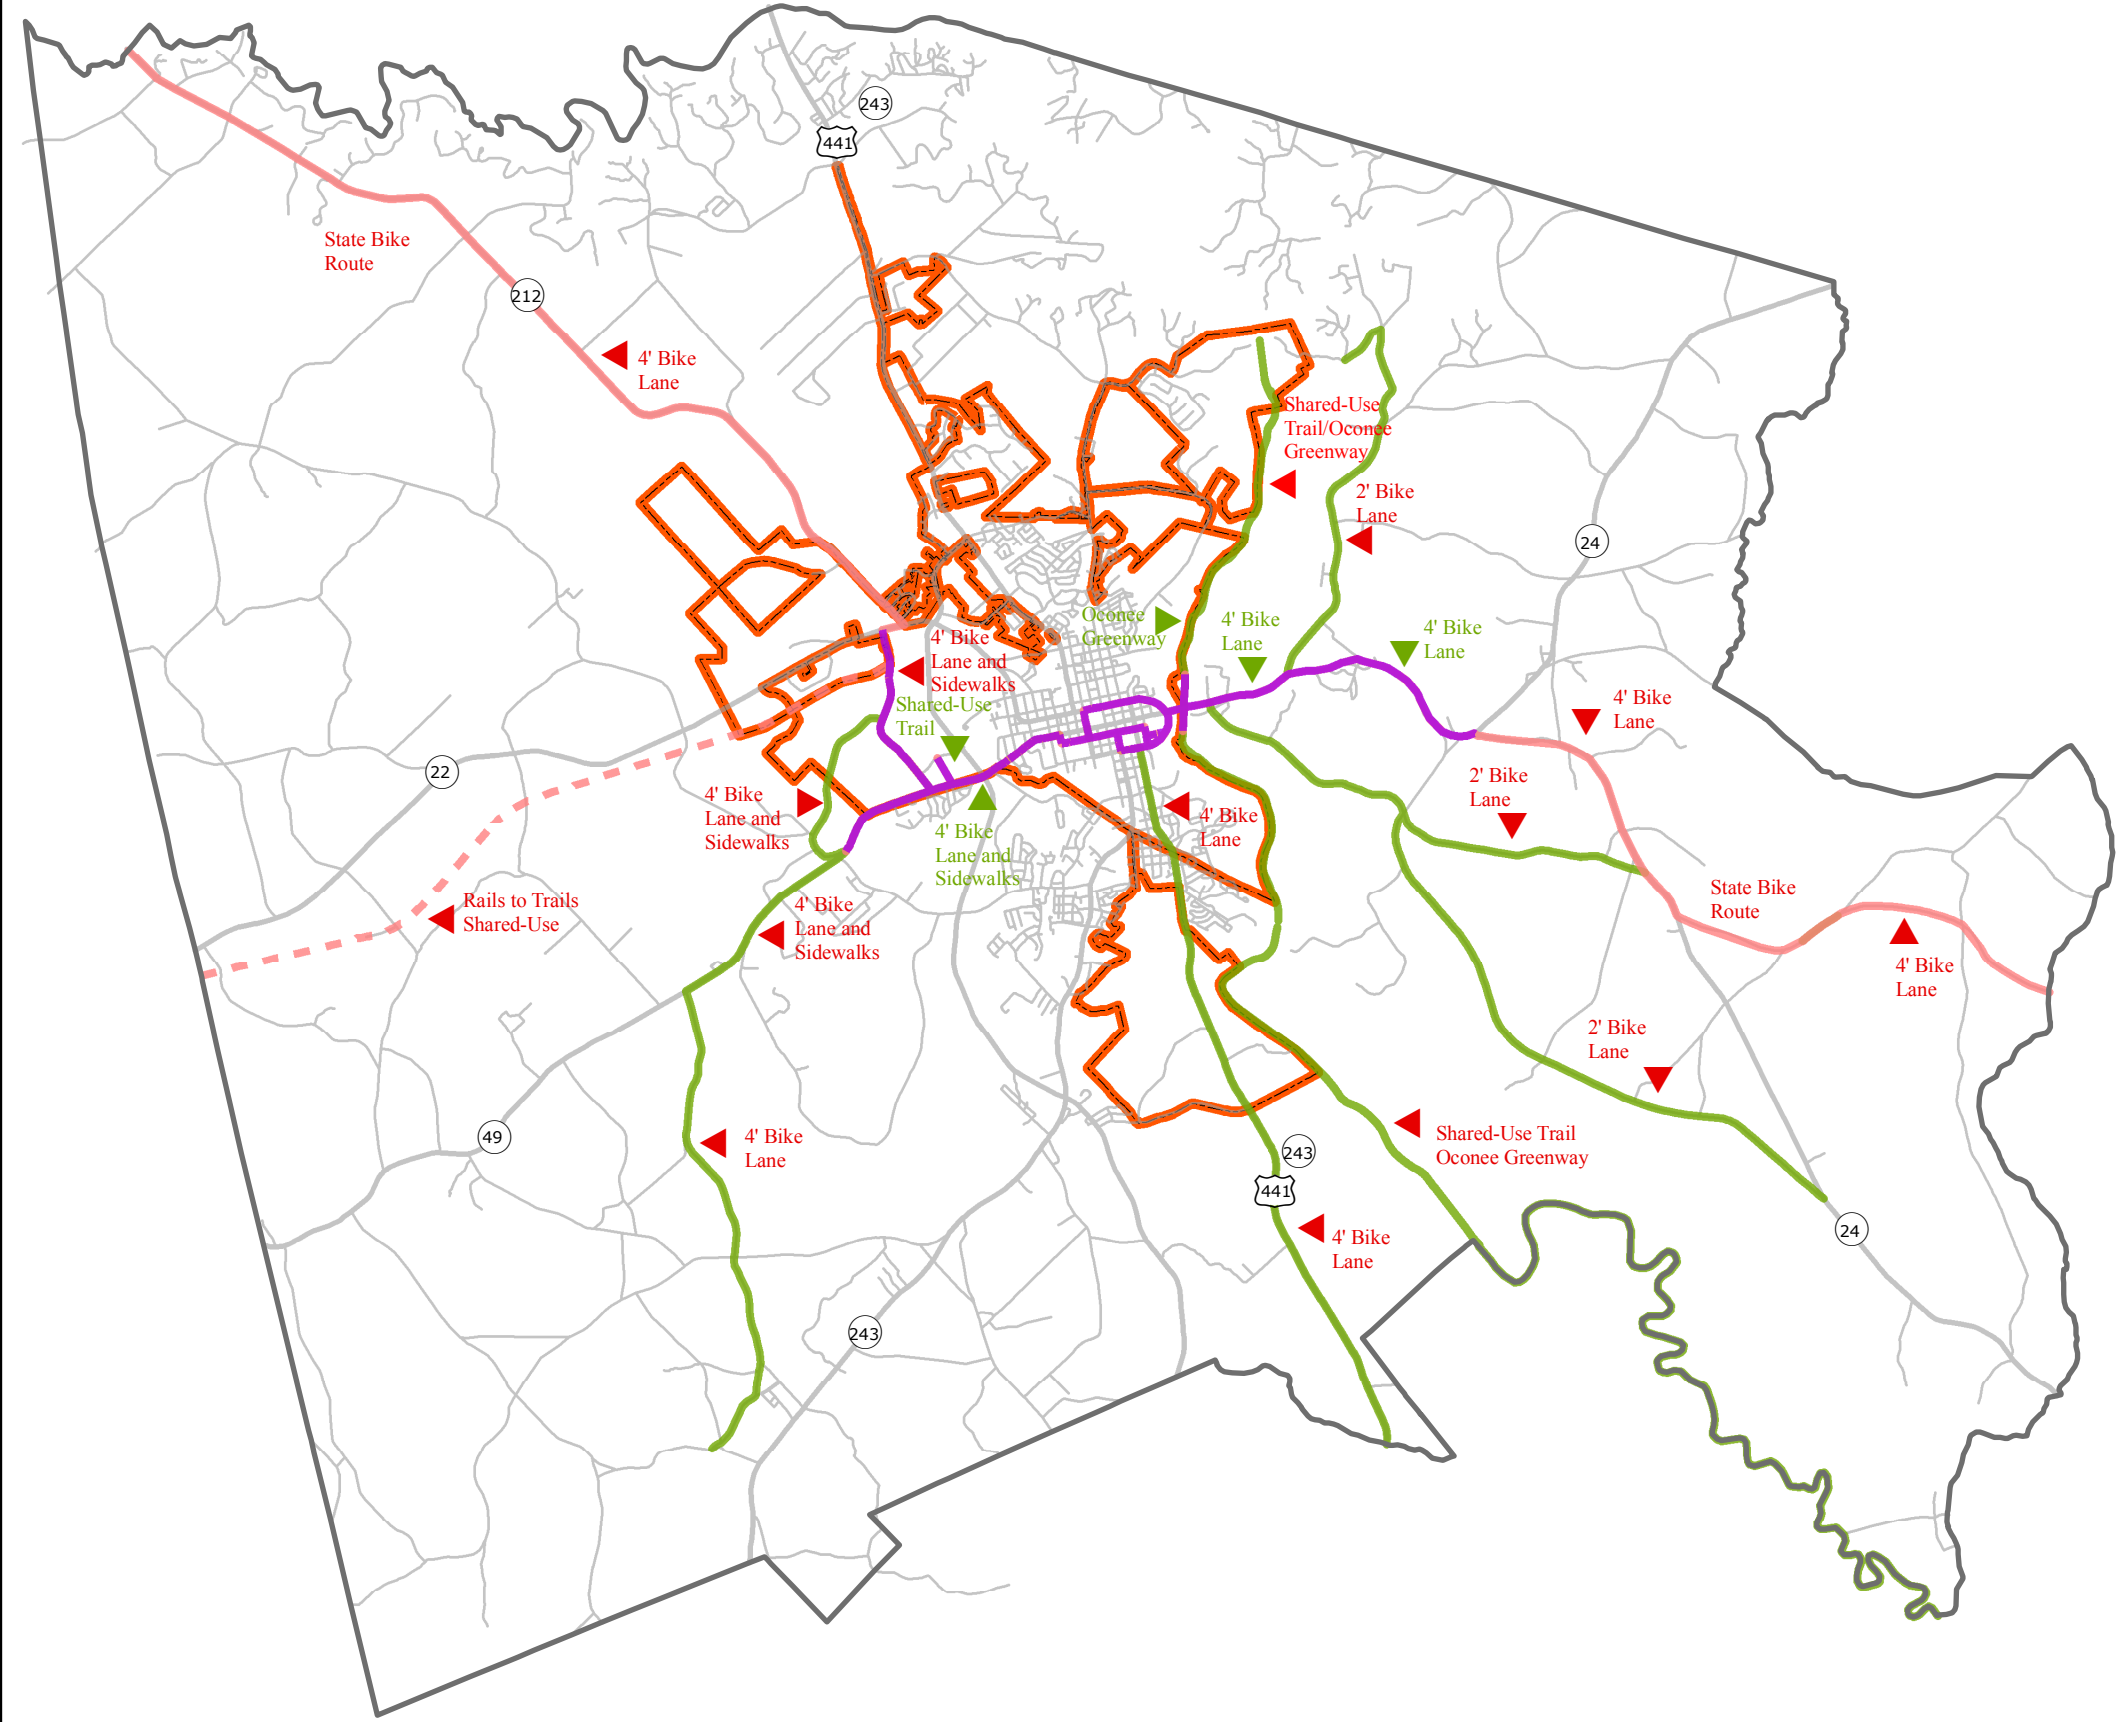 243
441
State Bike
Route
212
4' Bike
Lane
Shared-Use
Trail/Oconee
Greenway
2' Bike
Lane
24
Oconee
Greenway
4' Bike
Lane
4' Bike
Lane
4' Bike
Lane and
Sidewalks
Shared-Use
Trail
4' Bike
Lane
22
2' Bike
Lane
4' Bike
Lane and
Sidewalks
4' Bike
Lane
4' Bike
Lane and
Sidewalks
Rails to Trails
Shared-Use
4' Bike
Lane and
Sidewalks
State Bike
Route
4' Bike
Lane
2' Bike
Lane
49
4' Bike
Lane
243
441
Shared-Use Trail
Oconee Greenway
4' Bike
Lane
24
243